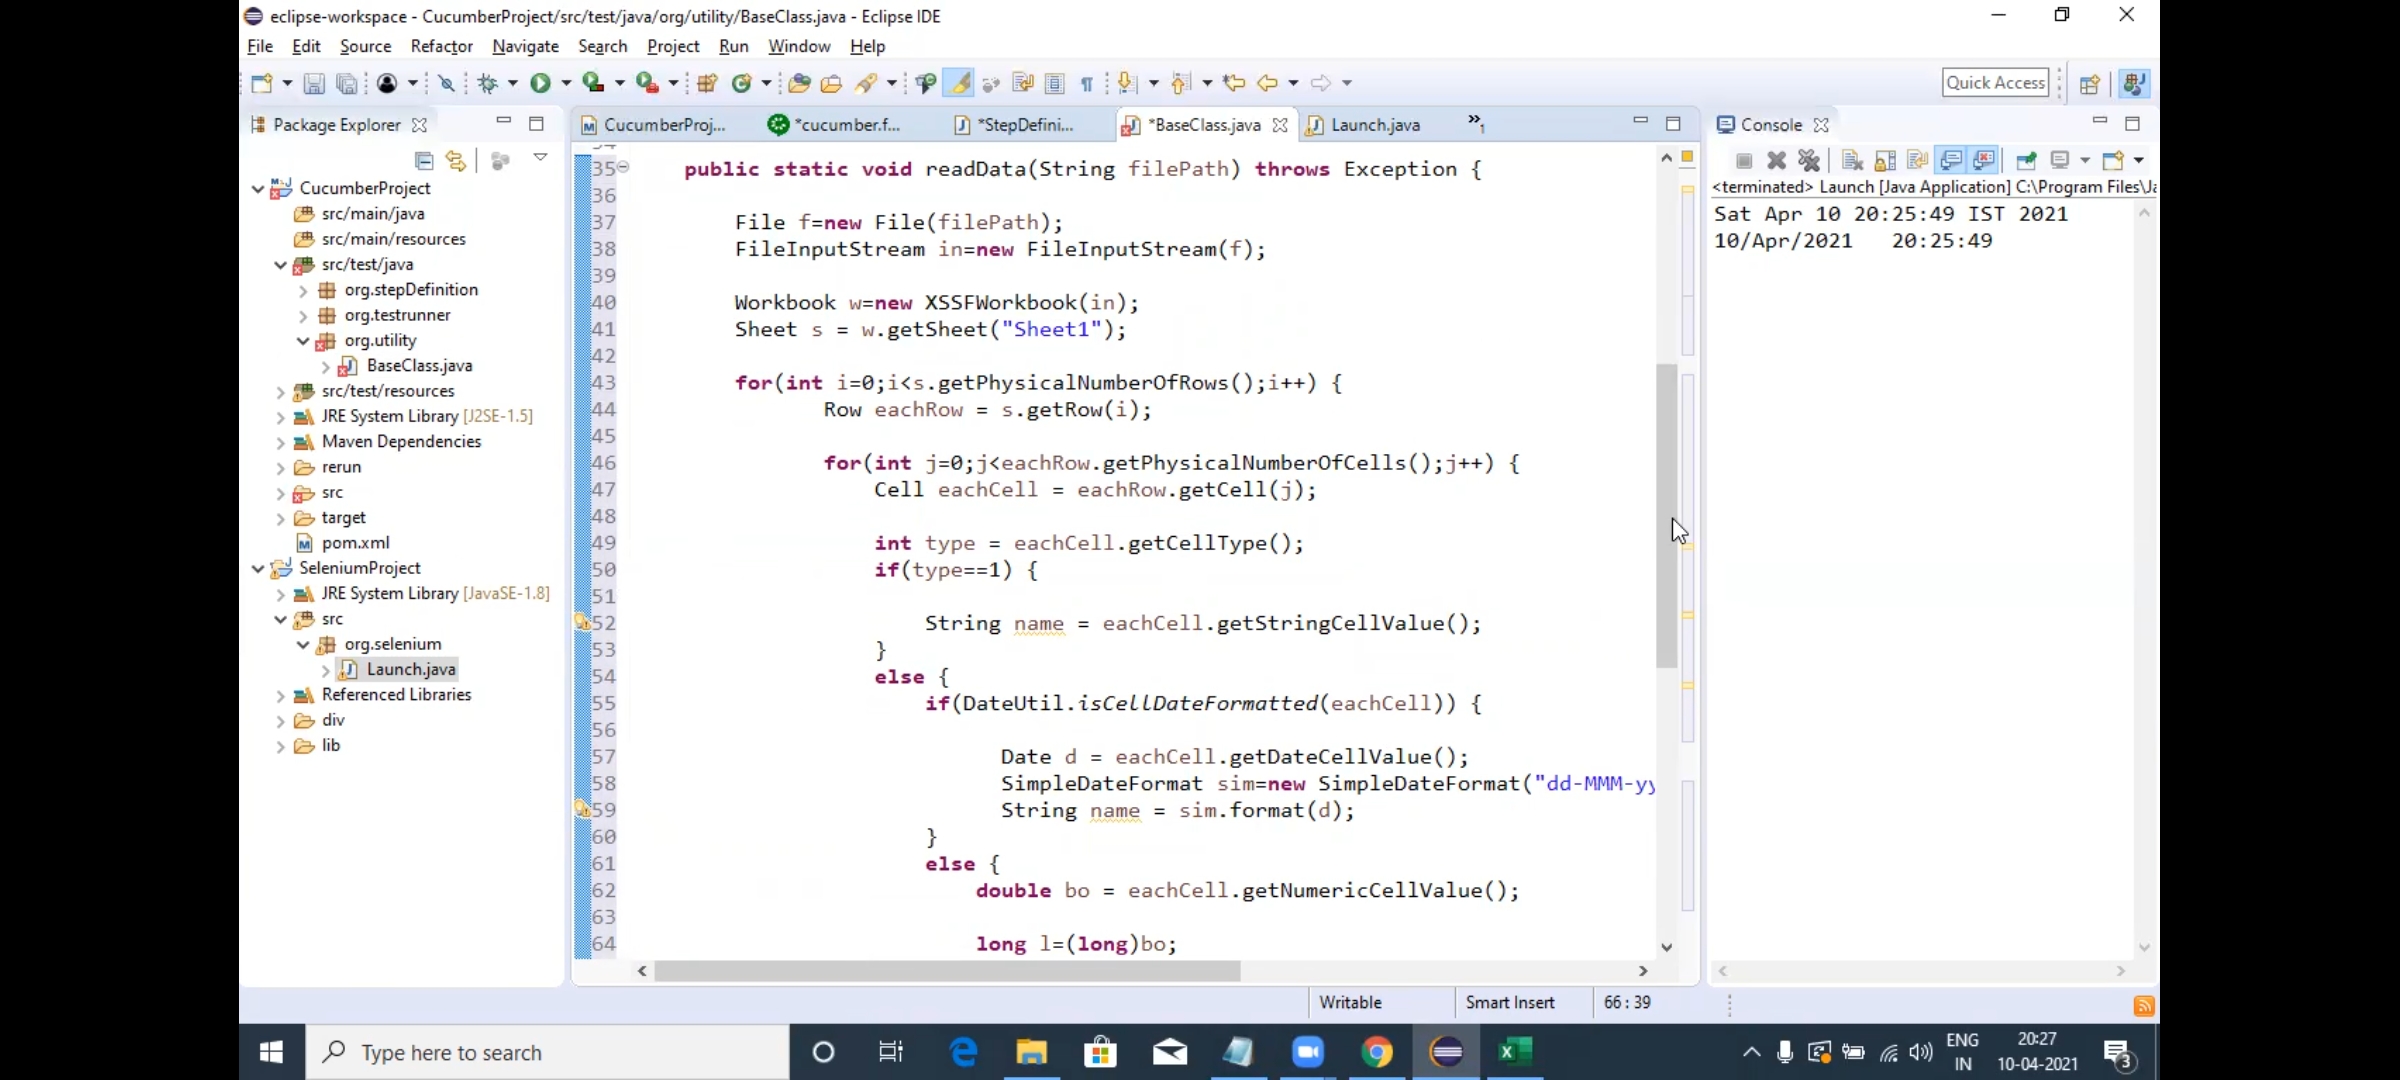 eclipse-workspace - CucumberProject/src/test/java/org/utility/BaseClass.java - Eclipse IDE
File Edit Source Refactor Navigate Search Project Run Window Help
Quick Access
Package Explorer
CucumberProj...
*cucumber.f...
*StepDefini...
*BaseClass.java
Launch.java
»1
Console
<terminated> Launch [Java Application] C:\Program Files\Ja
Sat Apr 10 20:25:49 IST 2021
10/Apr/2021 20:25:49
CucumberProject
src/main/java
src/main/resources
src/test/java
org.stepDefinition
org.testrunner
org.utility
BaseClass.java
src/test/resources
JRE System Library [J2SE-1.5]
Maven Dependencies
rerun
src
target
pom.xml
SeleniumProject
JRE System Library [JavaSE-1.8]
src
org.selenium
Launch.java
Referenced Libraries
div
lib
35 public static void readData(String filePath) throws Exception {
36
37 File f=new File(filePath);
38 FileInputStream in=new FileInputStream(f);
39
40 Workbook w=new XSSFWorkbook(in);
41 Sheet s = w.getSheet("Sheet1");
42
43 for(int i=0;i<s.getPhysicalNumberOfRows();i++) {
44 Row eachRow = s.getRow(i);
45
46 for(int j=0;j<eachRow.getPhysicalNumberOfCells();j++) {
47 Cell eachCell = eachRow.getCell(j);
48
49 int type = eachCell.getCellType();
50 if(type==1) {
51
52 String name = eachCell.getStringCellValue();
53 }
54 else {
55 if(DateUtil.isCellDateFormatted(eachCell)) {
56
57 Date d = eachCell.getDateCellValue();
58 SimpleDateFormat sim=new SimpleDateFormat("dd-MMM-yy
59 String name = sim.format(d);
60 }
61 else {
62 double bo = eachCell.getNumericCellValue();
63
64 long l=(long)bo;
Writable Smart Insert 66 : 39
Type here to search
ENG
IN
20:27
10-04-2021
3